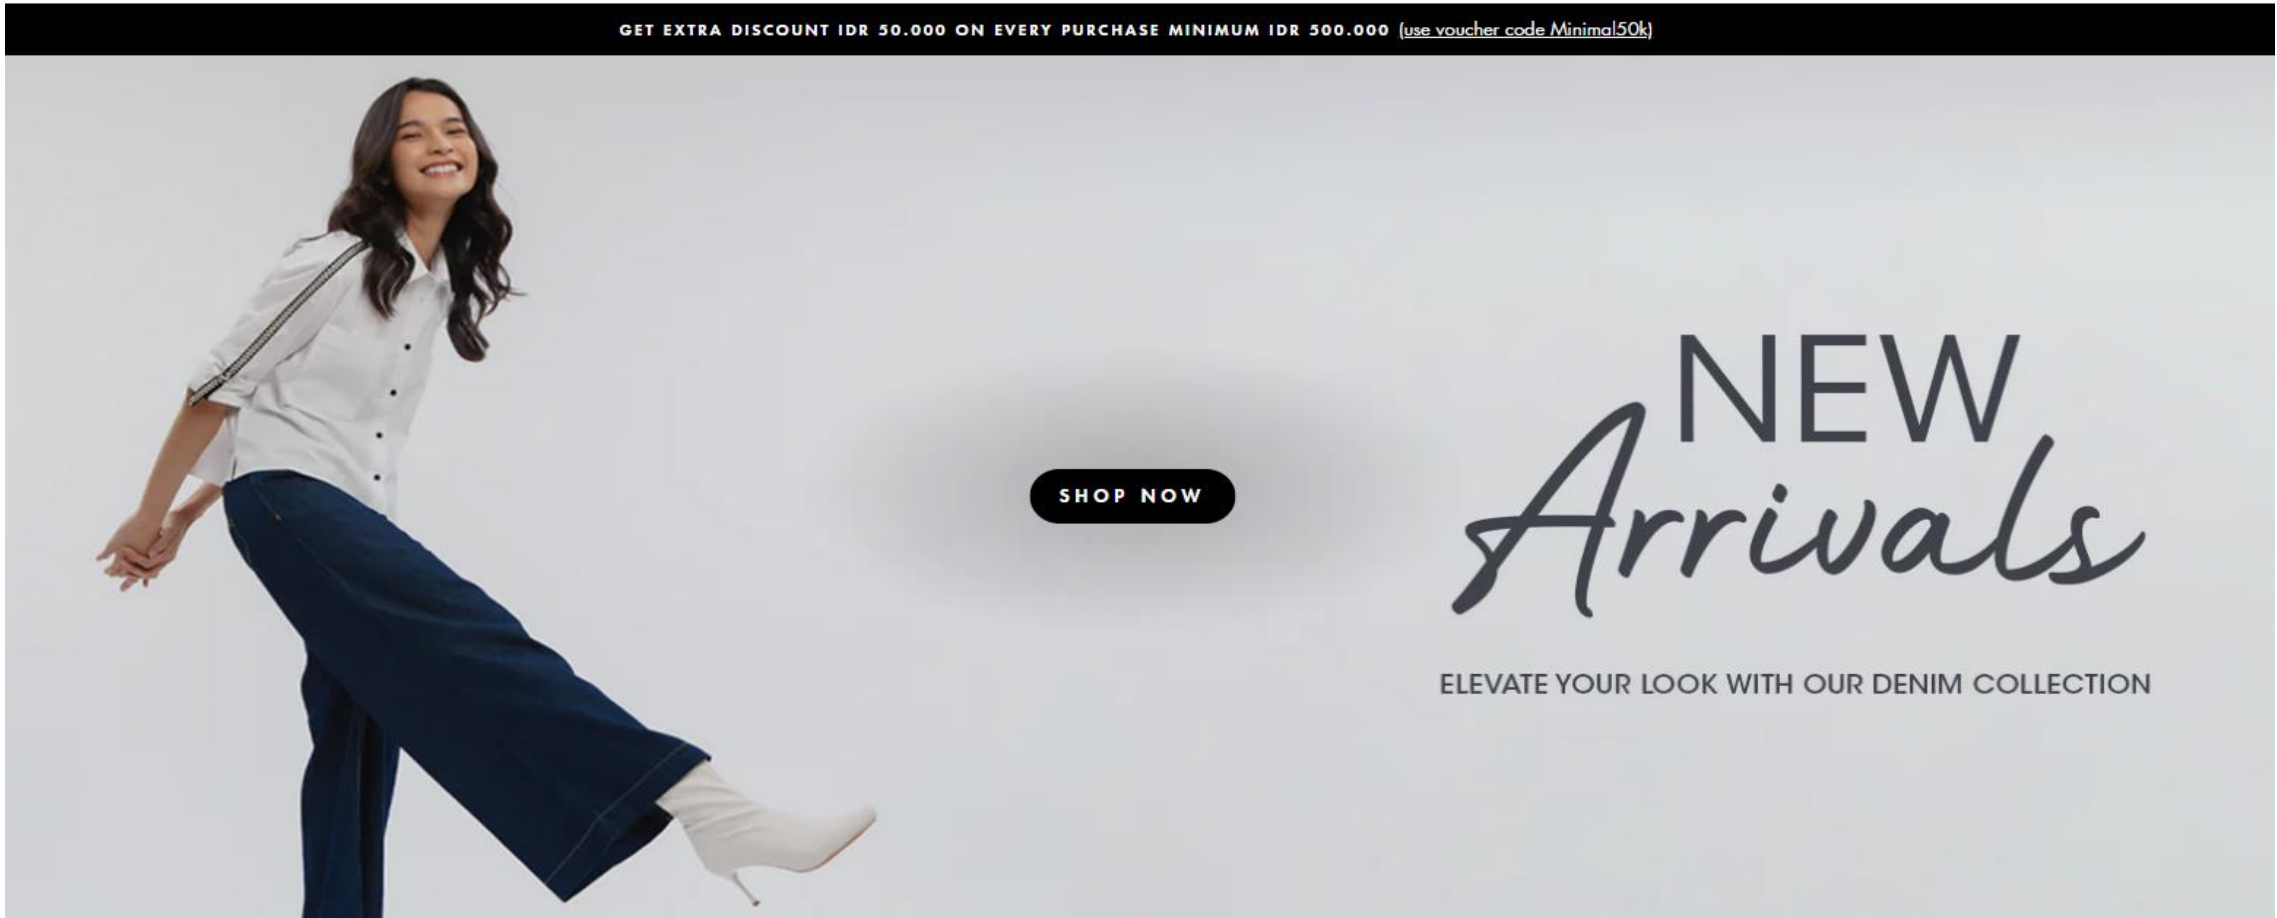 GET EXTRA DISCOUNT IDR 50.000 ON EVERY PURCHASE MINIMUM IDR 500.000 (use voucher code Minimal50k)
SHOP NOW
NEW
Arrivals
ELEVATE YOUR LOOK WITH OUR DENIM COLLECTION